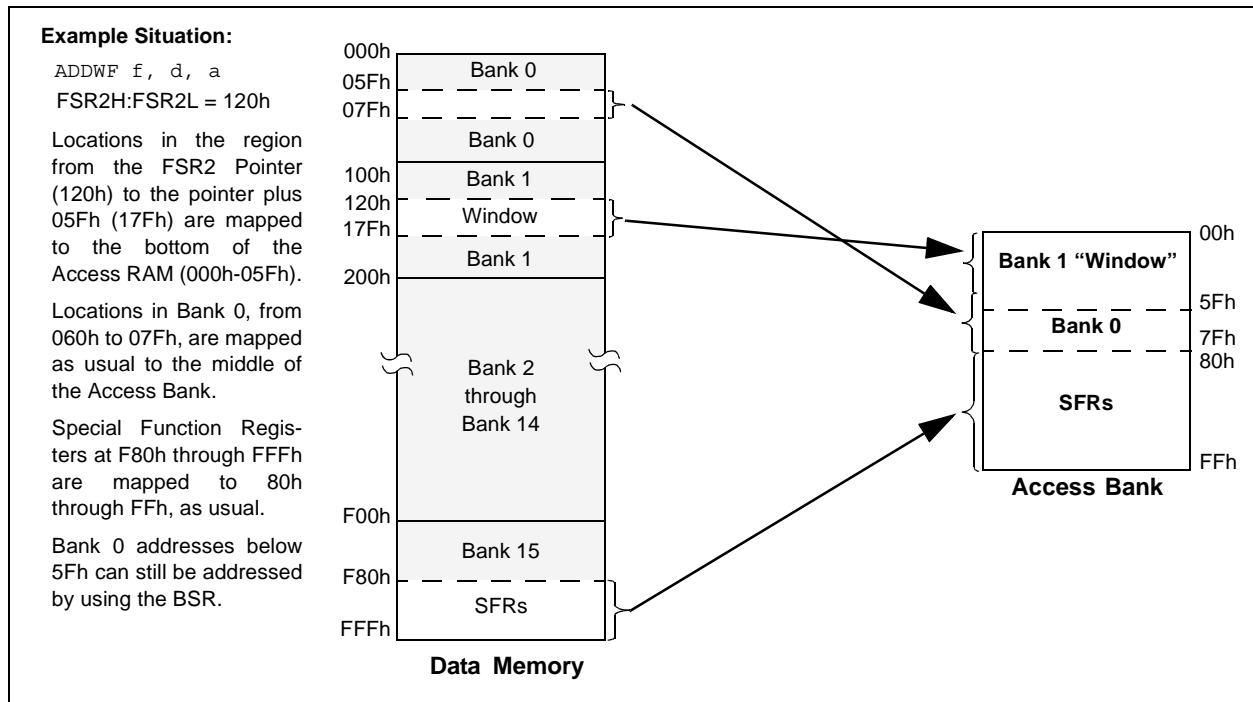 Example Situation:
ADDWF f, d, a
FSR2H:FSR2L = 120h
Locations in the region
from the FSR2 Pointer
(120h) to the pointer plus
05Fh (17Fh) are mapped
to the bottom of the
Access RAM (000h-05Fh).
Locations in Bank 0, from
060h to 07Fh, are mapped
as usual to the middle of
the Access Bank.
Special Function Regis-
ters at F80h through FFFh
are mapped to 80h
through FFh, as usual.
Bank 0 addresses below
5Fh can still be addressed
by using the BSR.
000h
Bank 0
05Fh
07Fh
Bank 0
100h
Bank 1
120h
Window
17Fh
Bank 1
200h
Bank 2
through
Bank 14
F00h
Bank 15
F80h
SFRs
FFFh
Data Memory
00h
Bank 1 “Window”
5Fh
Bank 0
7Fh
80h
SFRs
FFh
Access Bank